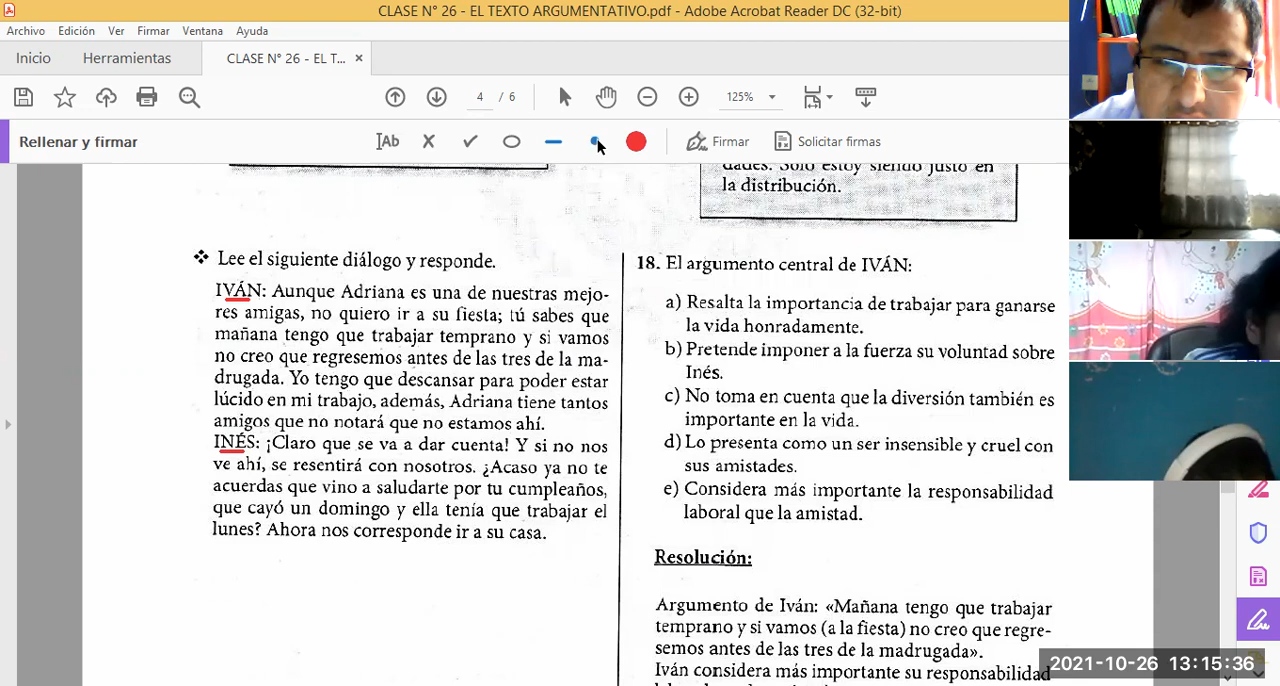 CLASE N° 26 - EL TEXTO ARGUMENTATIVO.pdf - Adobe Acrobat Reader DC (32-bit)
Archivo Edición Ver Firmar Ventana Ayuda
Inicio Herramientas CLASE N° 26 - EL T... ×
4 / 6 125%
Rellenar y firmar Ab Firmar Solicitar firmas
dades. Solo estoy siendo justo en
la distribución.
❖ Lee el siguiente diálogo y responde.
IVÁN: Aunque Adriana es una de nuestras mejo-
res amigas, no quiero ir a su fiesta; tú sabes que
mañana tengo que trabajar temprano y si vamos
no creo que regresemos antes de las tres de la ma-
drugada. Yo tengo que descansar para poder estar
lúcido en mi trabajo, además, Adriana tiene tantos
amigos que no notará que no estamos ahí.
INÉS: ¡Claro que se va a dar cuenta! Y si no nos
ve ahí, se resentirá con nosotros. ¿Acaso ya no te
acuerdas que vino a saludarte por tu cumpleaños,
que cayó un domingo y ella tenía que trabajar el
lunes? Ahora nos corresponde ir a su casa.
18. El argumento central de IVÁN:
a) Resalta la importancia de trabajar para ganarse
la vida honradamente.
b) Pretende imponer a la fuerza su voluntad sobre
Inés.
c) No toma en cuenta que la diversión también es
importante en la vida.
d) Lo presenta como un ser insensible y cruel con
sus amistades.
e) Considera más importante la responsabilidad
laboral que la amistad.
Resolución:
Argumento de Iván: «Mañana tengo que trabajar
temprano y si vamos (a la fiesta) no creo que regre-
semos antes de las tres de la madrugada».
Iván considera más importante su responsabilidad
2021-10-26 13:15:36